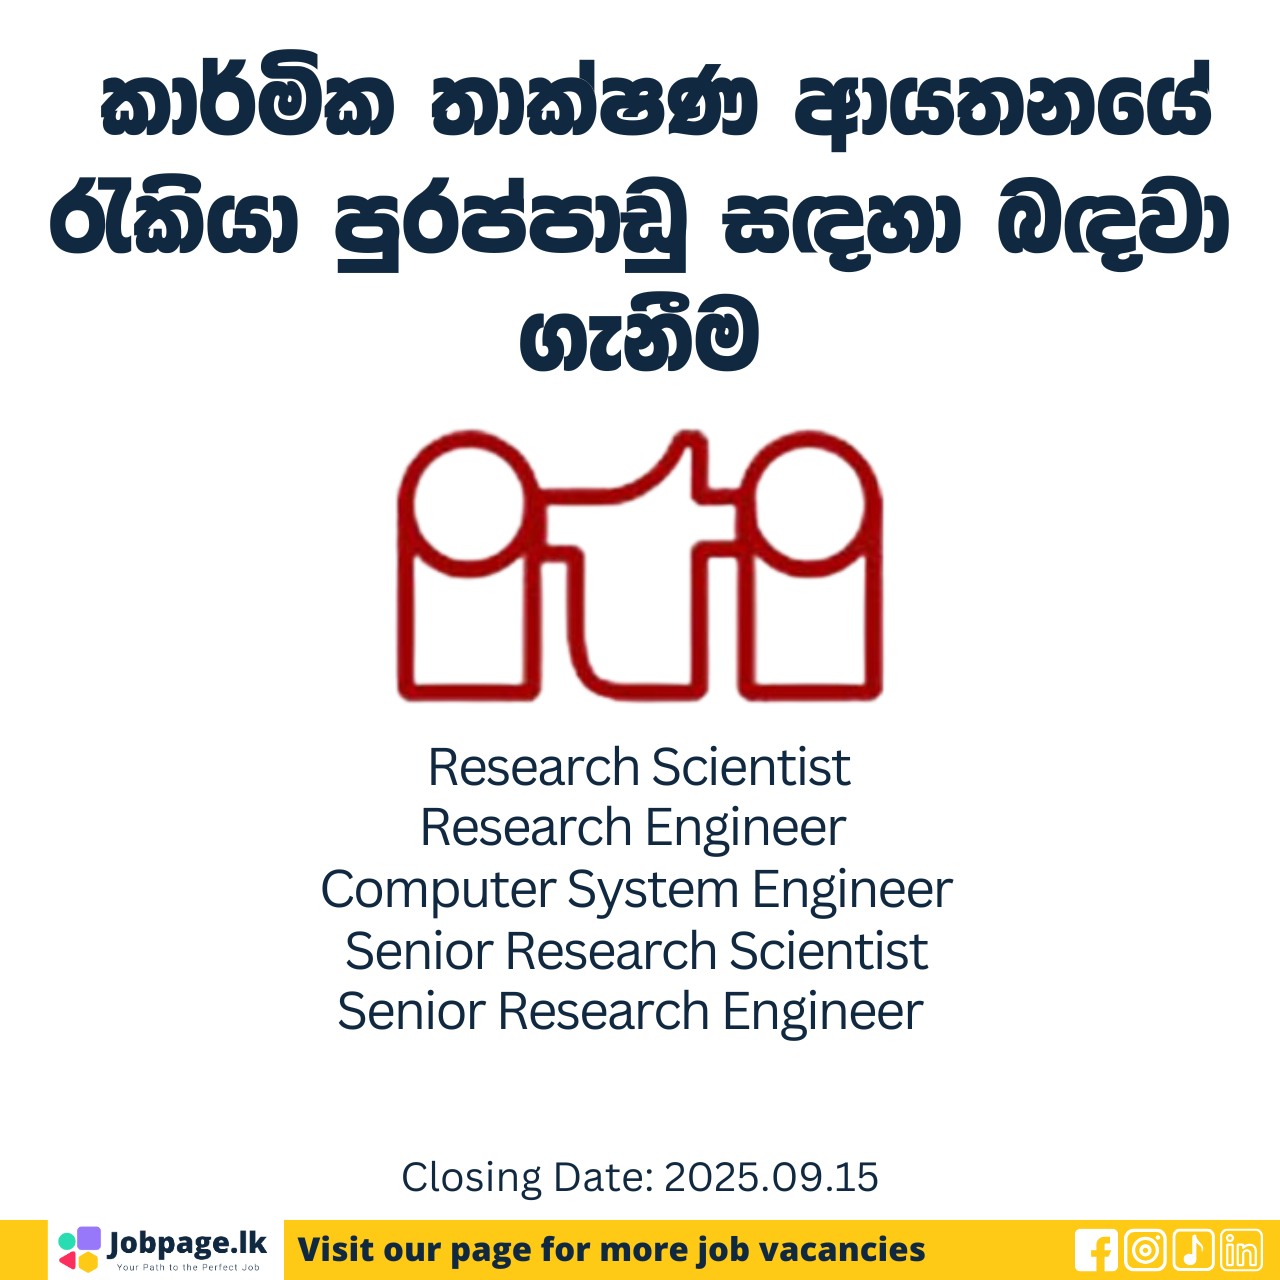 කාර්මික තාක්ෂණ ආයතනයේ
රැකියා පුරප්පාඩු සඳහා බඳවා
ගැනීම
iti
Research Scientist
Research Engineer
Computer System Engineer
Senior Research Scientist
Senior Research Engineer
Closing Date: 2025.09.15
Jobpage.lk
Your Path to the Perfect Job
Visit our page for more job vacancies